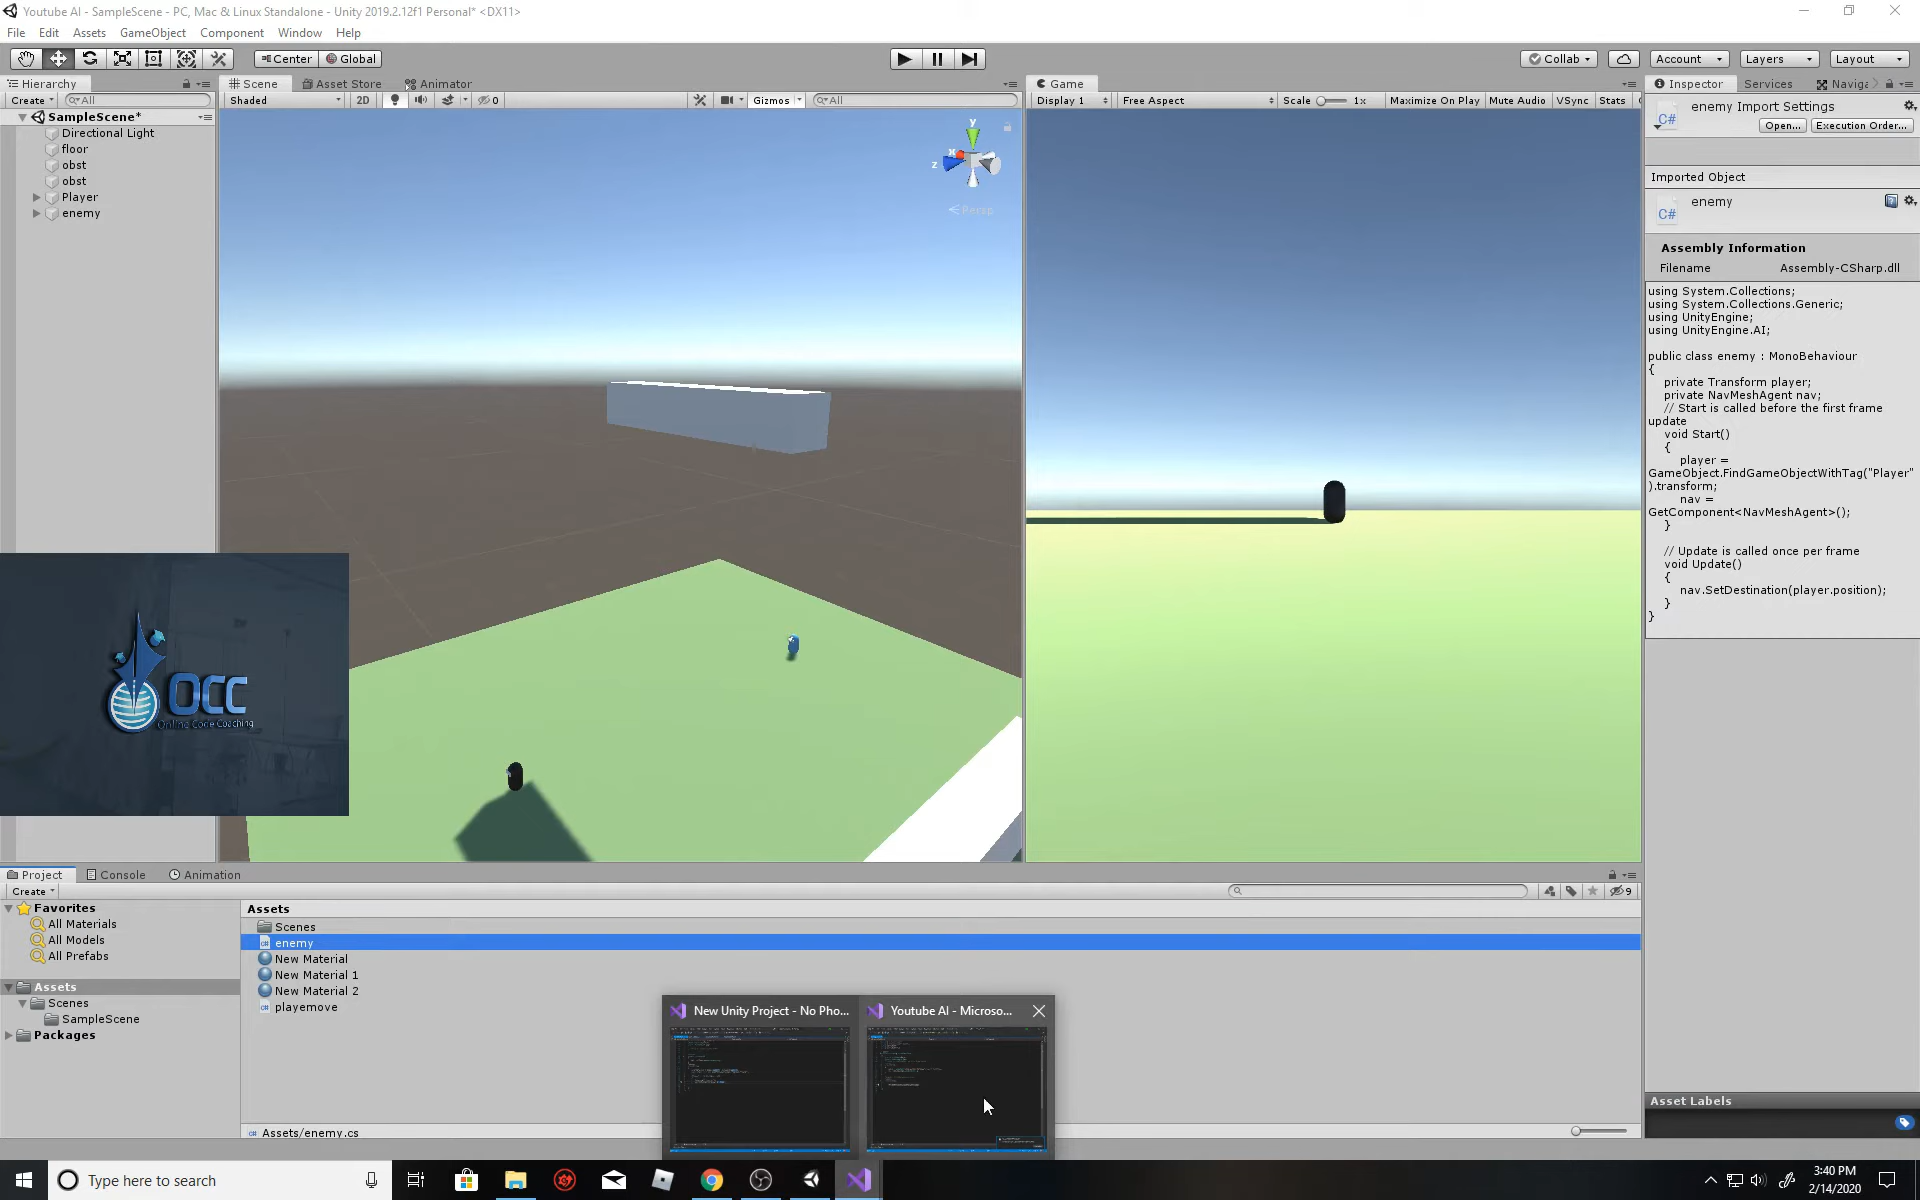 Youtube AI - SampleScene - PC, Mac & Linux Standalone - Unity 2019.2.12f1 Personal* <DX11>
File Edit Assets GameObject Component Window Help
Center Global
Collab Account Layers Layout
Hierarchy
Scene Asset Store Animator
Game
Inspector Services Naviga
Create All
Shaded 2D 0 Gizmos All
Display 1 Free Aspect Scale 1x Maximize On Play Mute Audio VSync Stats
SampleScene*
Directional Light
floor
obst
obst
Player
enemy
y
x
z
Persp
enemy Import Settings
C#
Open... Execution Order...
Imported Object
enemy
C#
Assembly Information
Filename Assembly-CSharp.dll
using System.Collections;
using System.Collections.Generic;
using UnityEngine;
using UnityEngine.AI;
public class enemy : MonoBehaviour
{
private Transform player;
private NavMeshAgent nav;
// Start is called before the first frame
update
void Start()
{
player =
GameObject.FindGameObjectWithTag("Player"
).transform;
nav =
GetComponent<NavMeshAgent>();
}
// Update is called once per frame
void Update()
{
nav.SetDestination(player.position);
}
}
OCC
Online Code Coaching
Project Console Animation
Create
9
Favorites
All Materials
All Models
All Prefabs
Assets
Scenes
SampleScene
Packages
Assets
Scenes
enemy
New Material
New Material 1
New Material 2
playemove
Assets/enemy.cs
New Unity Project - No Pho...
Youtube AI - Microso...
Asset Labels
Type here to search
3:40 PM
2/14/2020